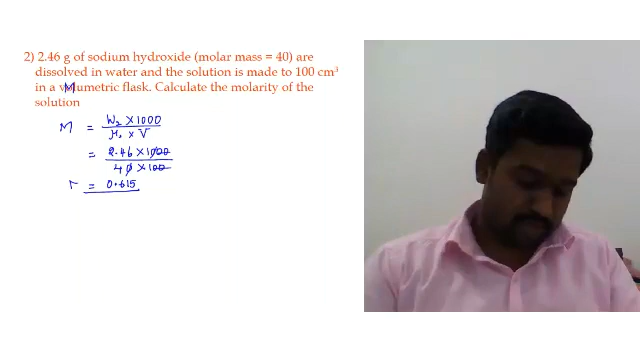 2) 2.46 g of sodium hydroxide (molar mass = 40) are
dissolved in water and the solution is made to 100 cm³
in a volumetric flask. Calculate the molarity of the
solution
M = W₂ × 1000
M₂ × V
= 2.46 × 1000
40 × 100
= 0.615